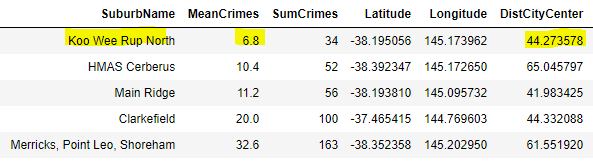 SuburbName MeanCrimes SumCrimes Latitude Longitude DistCityCenter
Koo Wee Rup North 6.8 34 -38.195056 145.173962 44.273578
HMAS Cerberus 10.4 52 -38.392347 145.172650 65.045797
Main Ridge 11.2 56 -38.193810 145.095732 41.983425
Clarkefield 20.0 100 -37.465415 144.769603 44.332088
Merricks, Point Leo, Shoreham 32.6 163 -38.352358 145.202950 61.551920